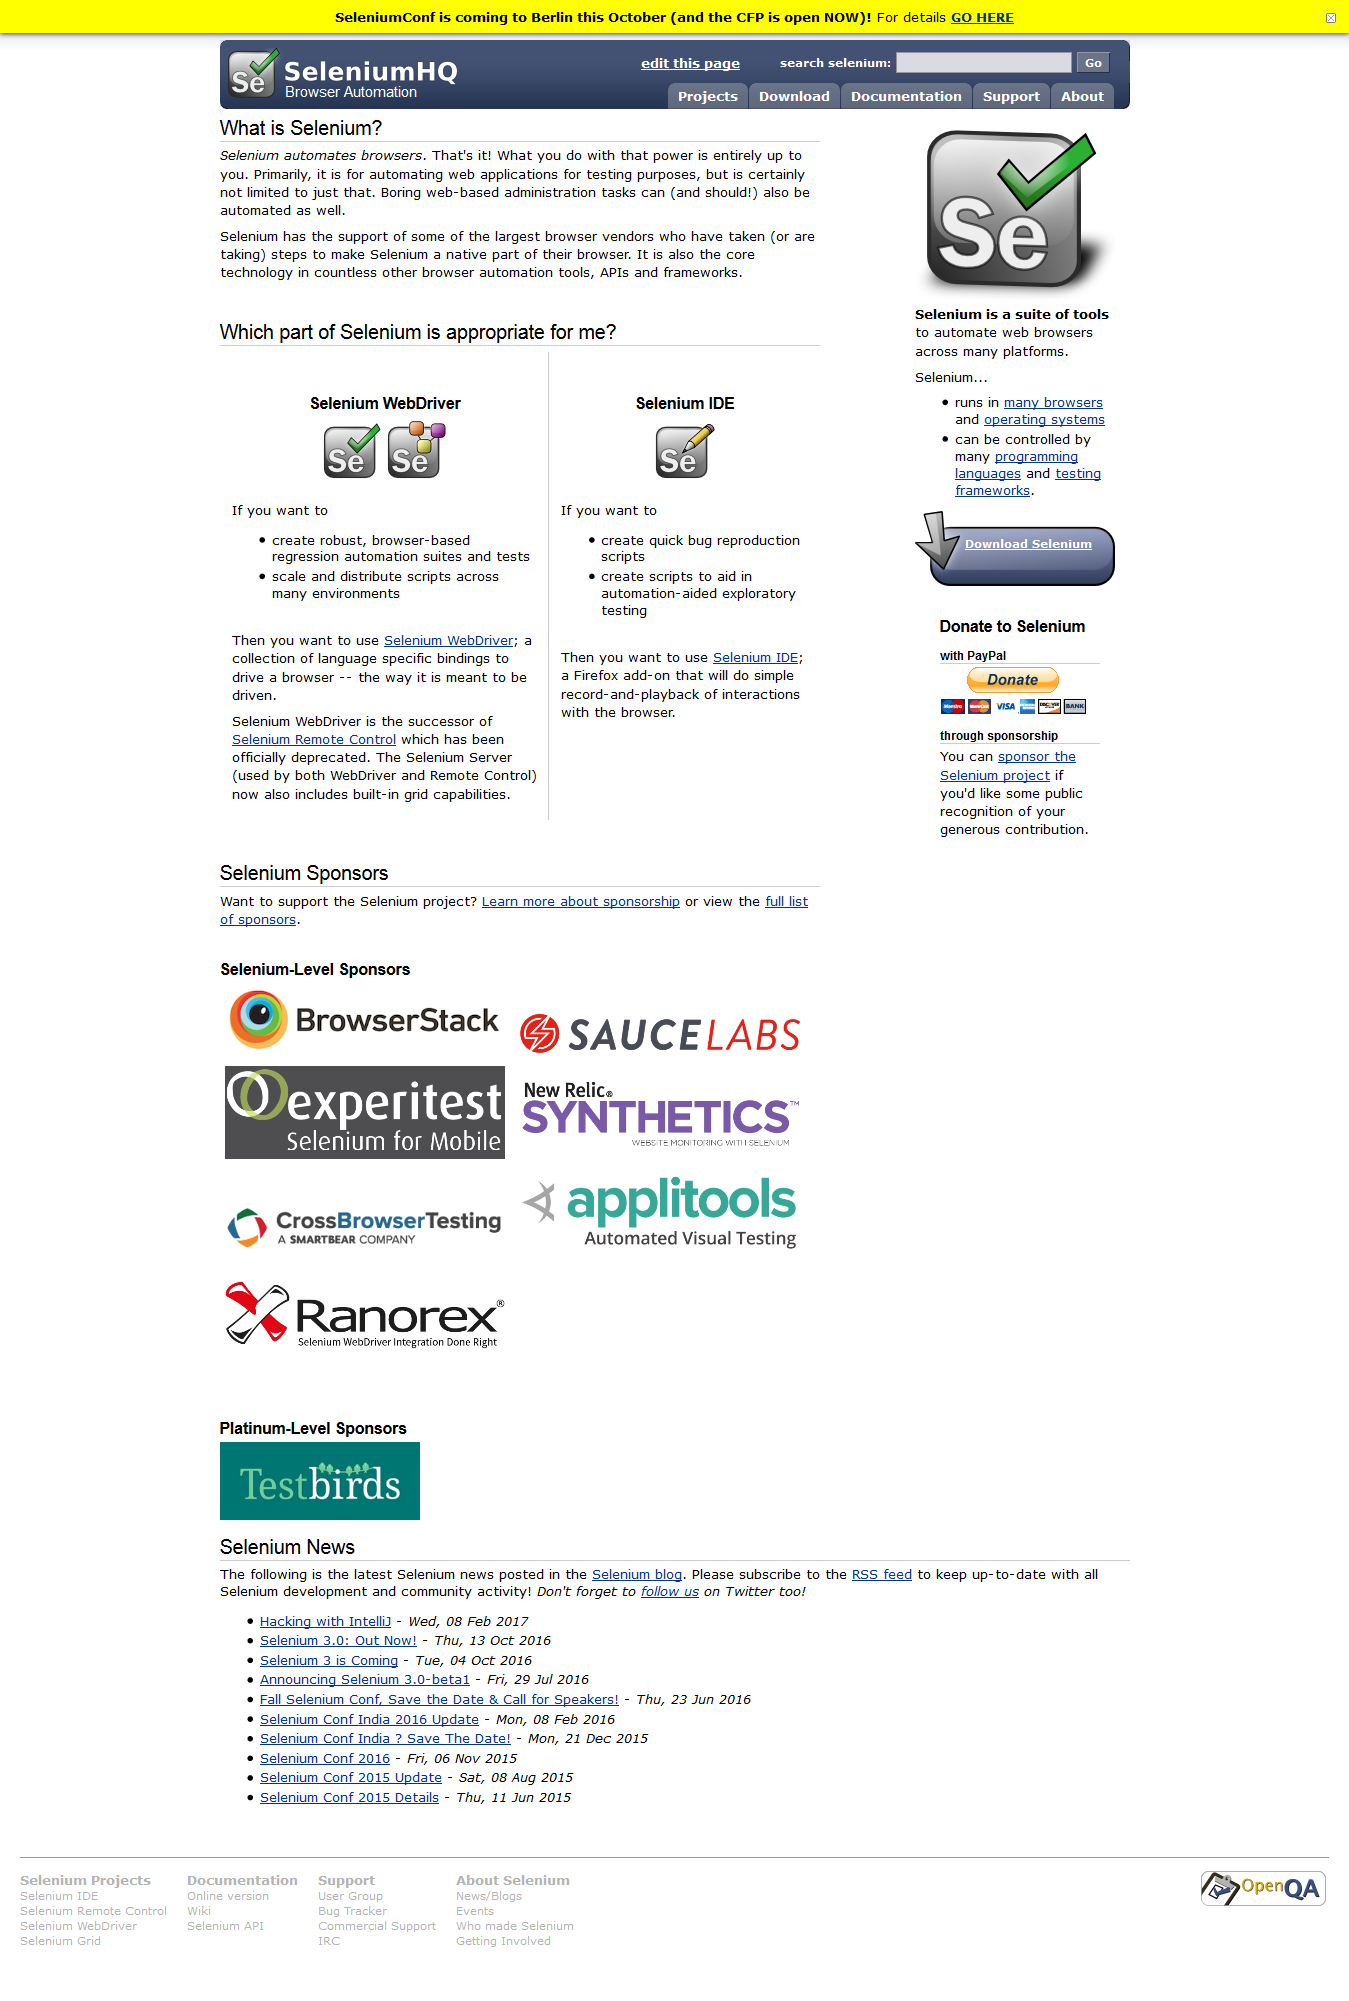 SeleniumConf is coming to Berlin this October (and the CFP is open NOW)! For details GO HERE
Se
SeleniumHQ
Browser Automation
edit this page
search selenium:
Go
Projects
Download
Documentation
Support
About
What is Selenium?
Selenium automates browsers. That's it! What you do with that power is entirely up to
you. Primarily, it is for automating web applications for testing purposes, but is certainly
not limited to just that. Boring web-based administration tasks can (and should!) also be
automated as well.
Selenium has the support of some of the largest browser vendors who have taken (or are
taking) steps to make Selenium a native part of their browser. It is also the core
technology in countless other browser automation tools, APIs and frameworks.
Which part of Selenium is appropriate for me?
Selenium WebDriver
Se
Se
If you want to
• create robust, browser-based
regression automation suites and tests
• scale and distribute scripts across
many environments
Then you want to use Selenium WebDriver; a
collection of language specific bindings to
drive a browser -- the way it is meant to be
driven.
Selenium WebDriver is the successor of
Selenium Remote Control which has been
officially deprecated. The Selenium Server
(used by both WebDriver and Remote Control)
now also includes built-in grid capabilities.
Selenium IDE
Se
If you want to
• create quick bug reproduction
scripts
• create scripts to aid in
automation-aided exploratory
testing
Then you want to use Selenium IDE;
a Firefox add-on that will do simple
record-and-playback of interactions
with the browser.
Se
Selenium is a suite of tools
to automate web browsers
across many platforms.
Selenium...
• runs in many browsers
and operating systems
• can be controlled by
many programming
languages and testing
frameworks.
Download Selenium
Donate to Selenium
with PayPal
Donate
VISA
BANK
through sponsorship
You can sponsor the
Selenium project if
you'd like some public
recognition of your
generous contribution.
Selenium Sponsors
Want to support the Selenium project? Learn more about sponsorship or view the full list
of sponsors.
Selenium-Level Sponsors
BrowserStack
SAUCELABS
experitest
Selenium for Mobile
New Relic®
SYNTHETICS™
WEBSITE MONITORING WITH SELENIUM
CrossBrowserTesting
A SMARTBEAR COMPANY
applitools
Automated Visual Testing
Ranorex®
Selenium WebDriver Integration Done Right
Platinum-Level Sponsors
Testbirds
Selenium News
The following is the latest Selenium news posted in the Selenium blog. Please subscribe to the RSS feed to keep up-to-date with all
Selenium development and community activity! Don't forget to follow us on Twitter too!
• Hacking with IntelliJ - Wed, 08 Feb 2017
• Selenium 3.0: Out Now! - Thu, 13 Oct 2016
• Selenium 3 is Coming - Tue, 04 Oct 2016
• Announcing Selenium 3.0-beta1 - Fri, 29 Jul 2016
• Fall Selenium Conf, Save the Date & Call for Speakers! - Thu, 23 Jun 2016
• Selenium Conf India 2016 Update - Mon, 08 Feb 2016
• Selenium Conf India ? Save The Date! - Mon, 21 Dec 2015
• Selenium Conf 2016 - Fri, 06 Nov 2015
• Selenium Conf 2015 Update - Sat, 08 Aug 2015
• Selenium Conf 2015 Details - Thu, 11 Jun 2015
Selenium Projects
Selenium IDE
Selenium Remote Control
Selenium WebDriver
Selenium Grid
Documentation
Online version
Wiki
Selenium API
Support
User Group
Bug Tracker
Commercial Support
IRC
About Selenium
News/Blogs
Events
Who made Selenium
Getting Involved
OpenQA